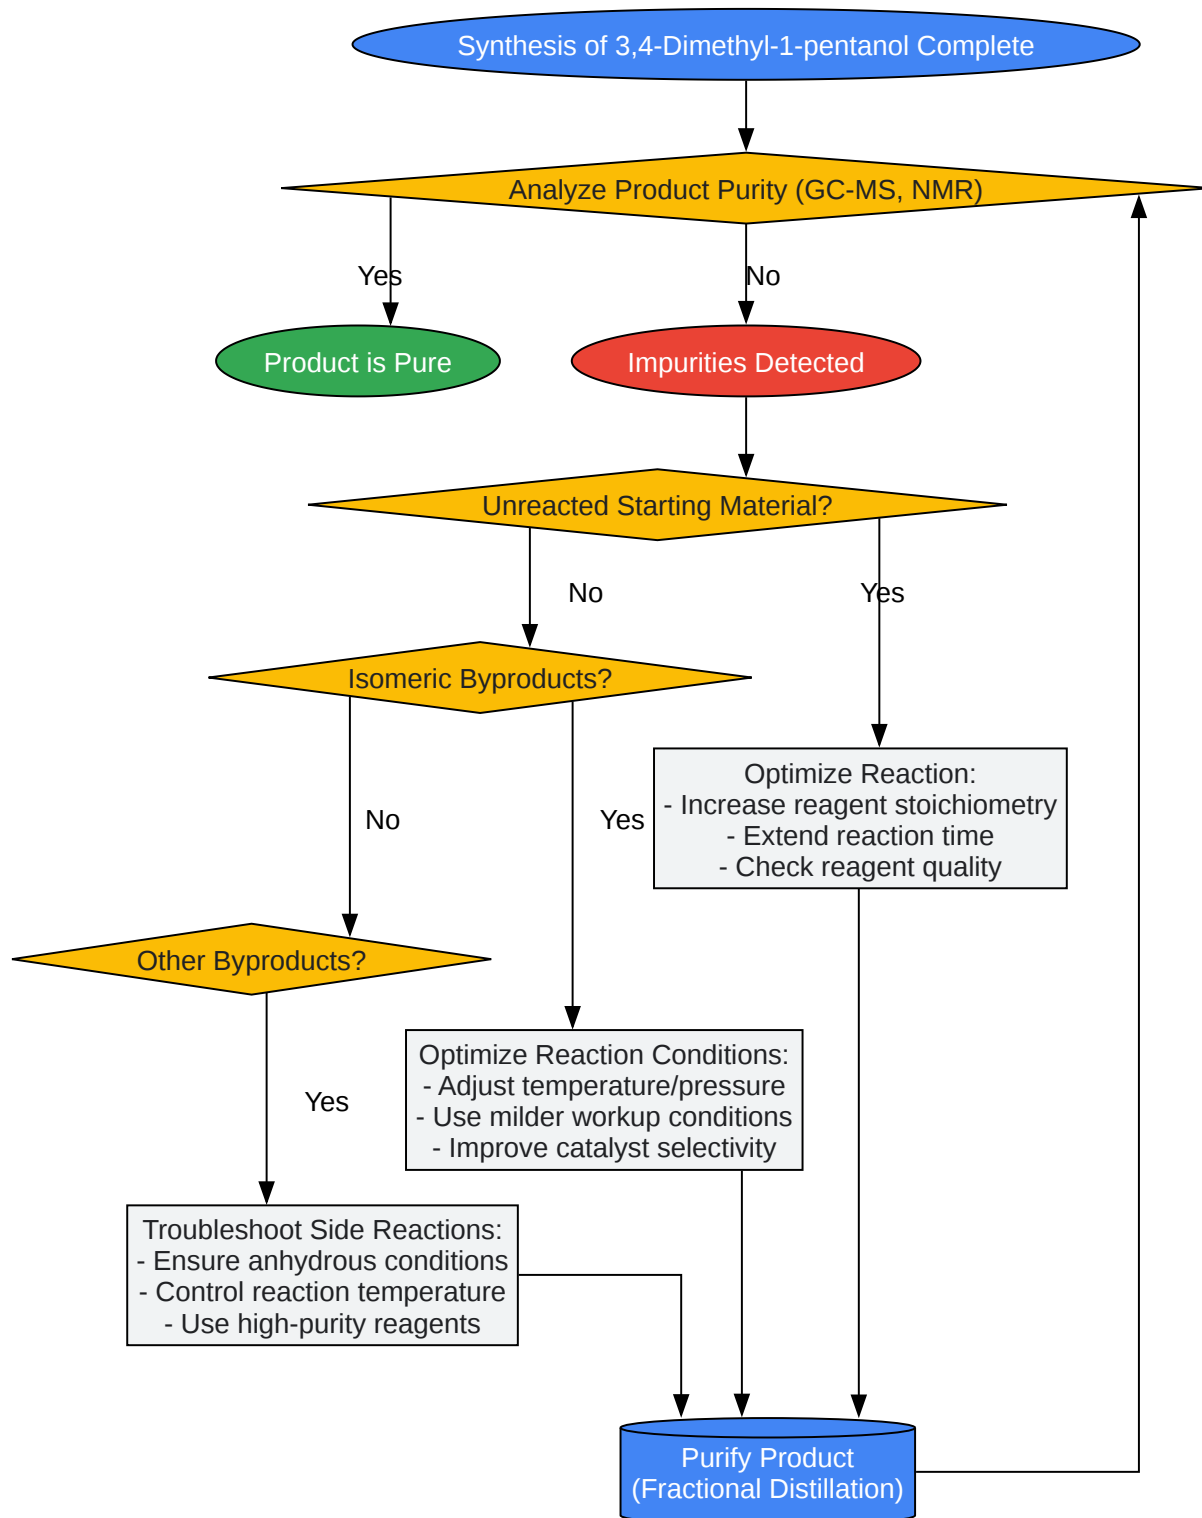 Synthesis of 3,4-Dimethyl-1-pentanol Complete
Analyze Product Purity (GC-MS, NMR)
Yes
No
Product is Pure
Impurities Detected
Unreacted Starting Material?
No
Yes
Isomeric Byproducts?
Optimize Reaction:
- Increase reagent stoichiometry
- Extend reaction time
- Check reagent quality
No
Yes
Other Byproducts?
Optimize Reaction Conditions:
- Adjust temperature/pressure
- Use milder workup conditions
- Improve catalyst selectivity
Yes
Troubleshoot Side Reactions:
- Ensure anhydrous conditions
- Control reaction temperature
- Use high-purity reagents
Purify Product
(Fractional Distillation)